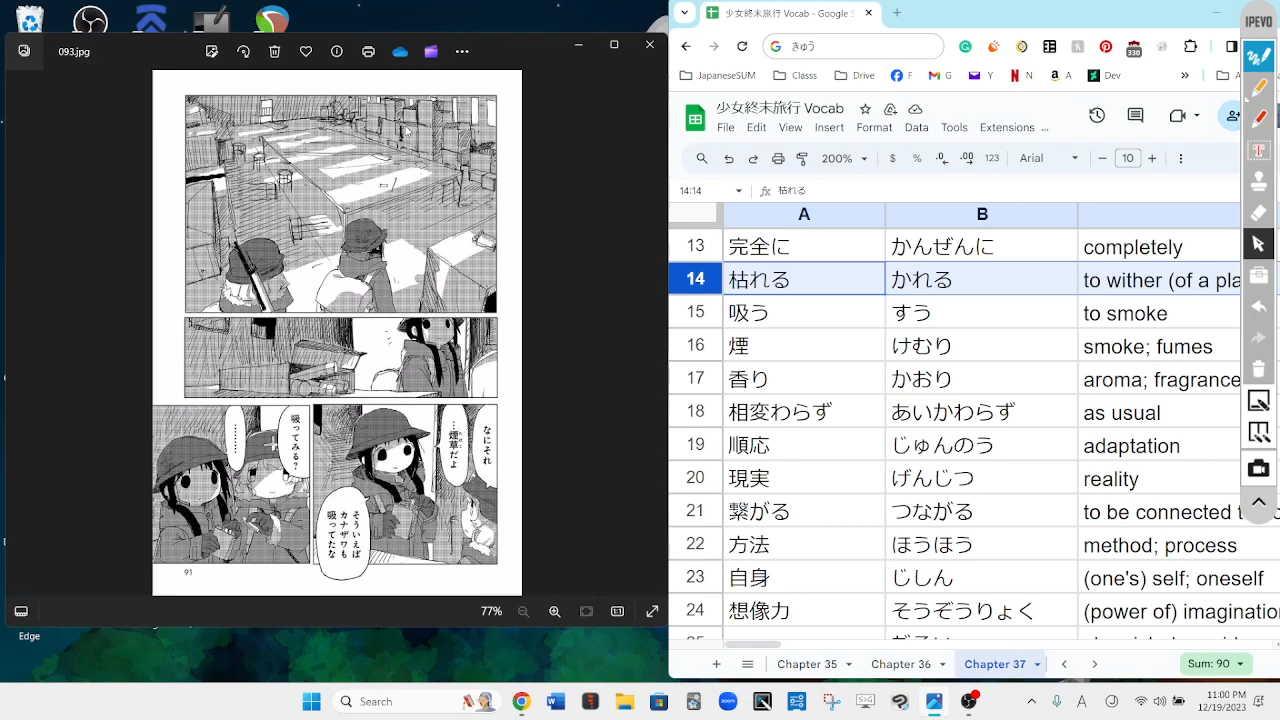 093.jpg
なにそれ
…煙草だよ
そういえば
カナザワも
吸ってたな
吸ってみる?
………
91
77%
Edge
少女終末旅行 Vocab - Google S
きゅう
IPEVO
JapaneseSUM
Classs
Drive
F
G
Y
N
A
Dev
330
少女終末旅行 Vocab
File Edit View Insert Format Data Tools Extensions ...
200% $ % .0 .00 123 Arial 10
14:14 fx 枯れる
A B
13 完全に かんぜんに completely
14 枯れる かれる to wither (of a pla
15 吸う すう to smoke
16 煙 けむり smoke; fumes
17 香り かおり aroma; fragrance
18 相変わらず あいかわらず as usual
19 順応 じゅんのう adaptation
20 現実 げんじつ reality
21 繋がる つながる to be connected to
22 方法 ほうほう method; process
23 自身 じしん (one's) self; oneself
24 想像力 そうぞうりょく (power of) imaginatio
Chapter 35 Chapter 36 Chapter 37 Sum: 90
Search
zoom
11:00 PM
12/19/2023